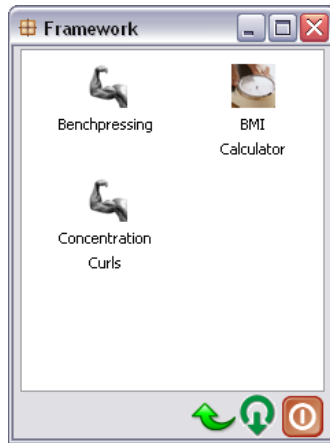 Framework
Benchpressing
BMI
Calculator
Concentration
Curls